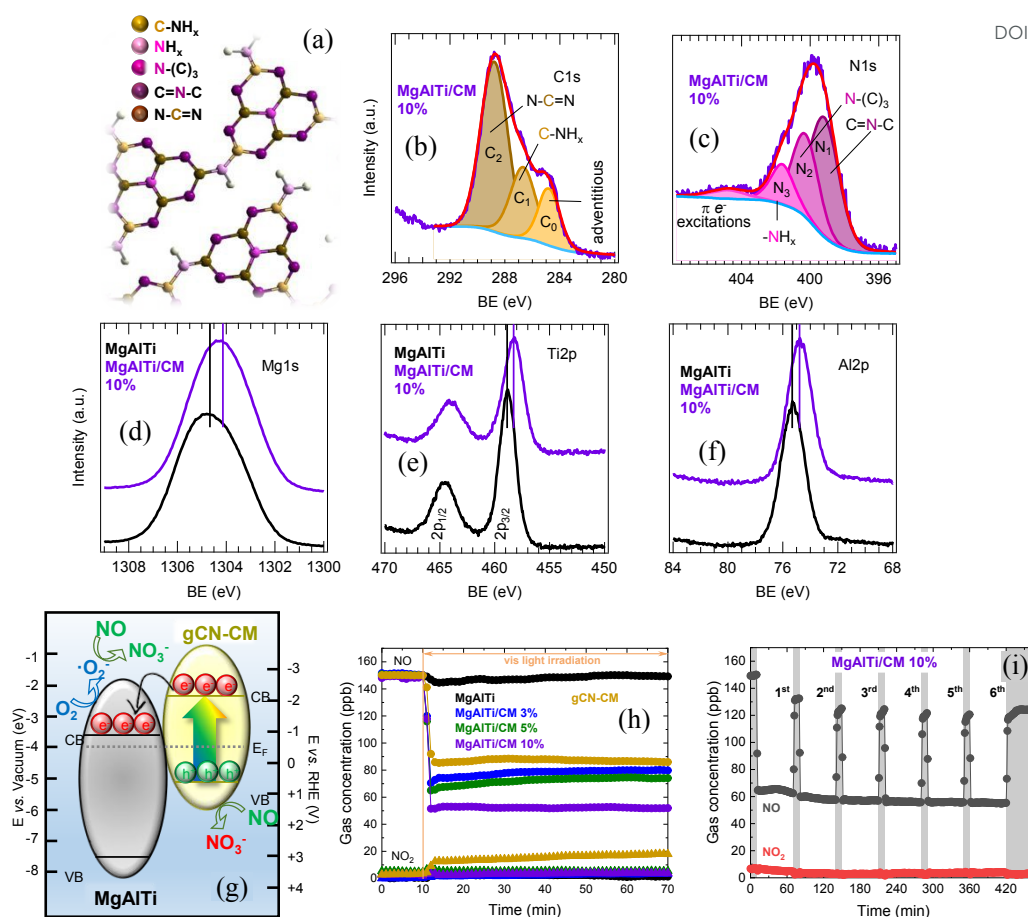 DOI
C-NHx
NHx
N-(C)3
C=N-C
N-C=N
(a)
Intensity (a.u.)
MgAlTi/CM
10%
C1s
N-C=N
C-NHx
(b)
C2
C1
C0
adventitious
296 292 288 284 280
BE (eV)
MgAlTi/CM
10%
N1s
N-(C)3
C=N-C
(c)
N1
N2
N3
π e-
excitations
-NHx
404 400 396
BE (eV)
Intensity (a.u.)
MgAlTi
MgAlTi/CM
10%
Mg1s
(d)
1308 1306 1304 1302 1300
BE (eV)
MgAlTi
MgAlTi/CM
10%
Ti2p
(e)
2p1/2
2p3/2
470 465 460 455 450
BE (eV)
MgAlTi
MgAlTi/CM
10%
Al2p
(f)
84 80 76 72 68
BE (eV)
E vs. Vacuum (eV)
-1
-2
-3
-4
-5
-6
-7
-8
NO
NO3-
·O2-
O2
gCN-CM
e- e- e-
e- e- e-
CB
CB
EF
h+ h+ h+
VB
VB
NO
NO3-
MgAlTi
(g)
-3
-2
-1
0
+1
+2
+3
+4
E vs. RHE (V)
Gas concentration (ppb)
160
140
120
100
80
60
40
20
0
NO
vis light irradiation
MgAlTi
gCN-CM
MgAlTi/CM 3%
MgAlTi/CM 5%
MgAlTi/CM 10%
(h)
NO2
0 10 20 30 40 50 60 70
Time (min)
Gas concentration (ppb)
160
140
120
100
80
60
40
20
0
MgAlTi/CM 10%
(i)
1st 2nd 3rd 4th 5th 6th
NO
NO2
0 60 120 180 240 300 360 420
Time (min)